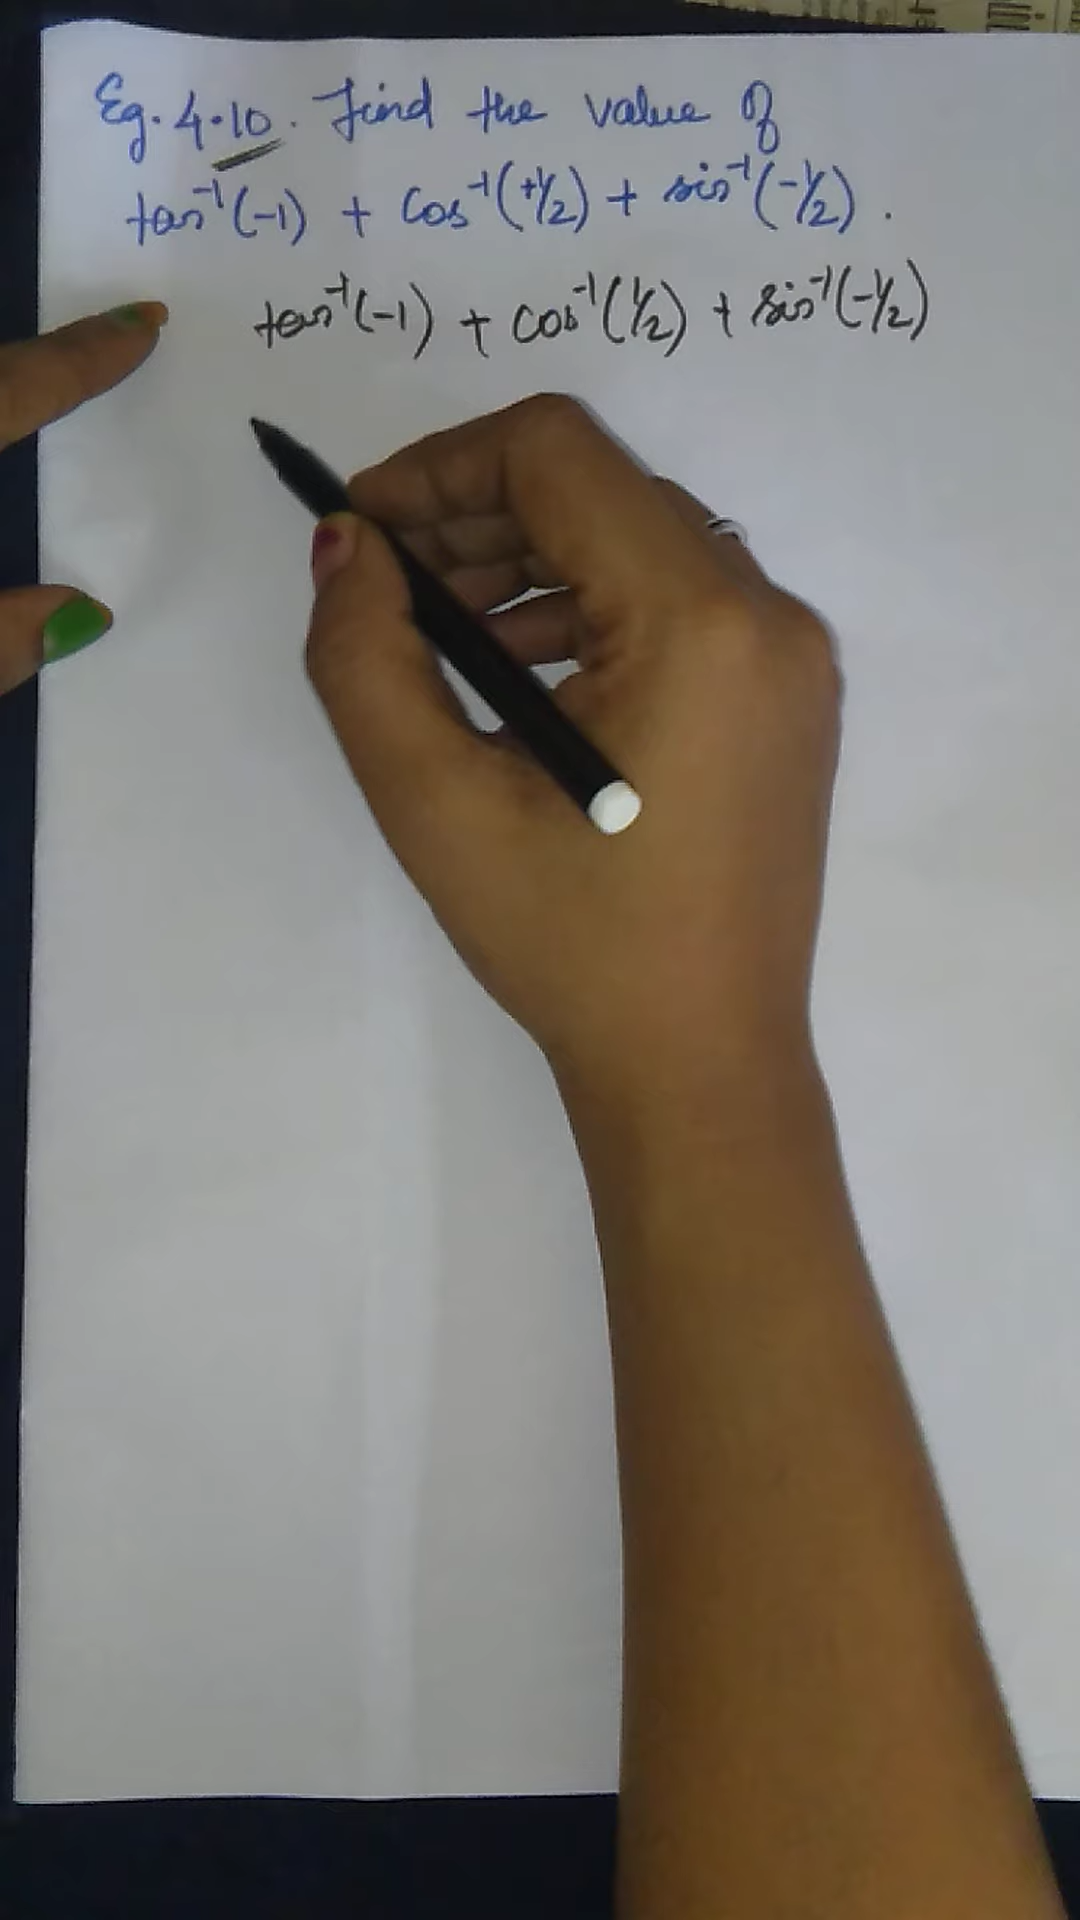 Eg. 4.10. Find the value of
tan⁻¹(-1) + Cos⁻¹(+1/2) + sin⁻¹(-1/2).
tan⁻¹(-1) + cos⁻¹(1/2) + sin⁻¹(-1/2)